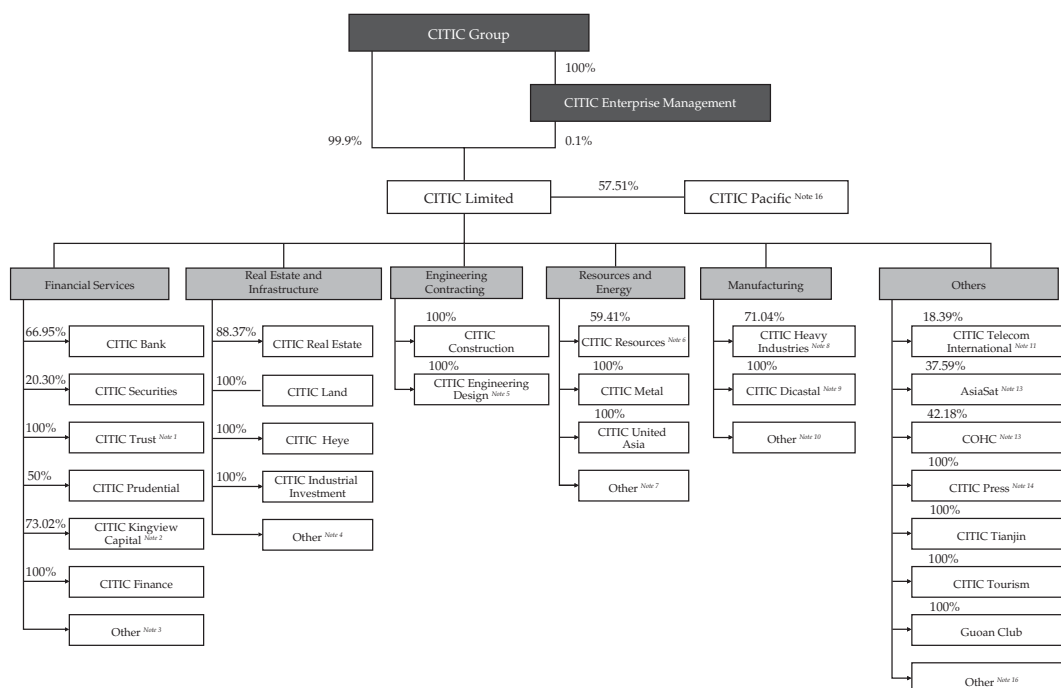 CITIC Group
100%
CITIC Enterprise Management
99.9%
0.1%
CITIC Limited
57.51%
CITIC Pacific Note 16
Financial Services
66.95%
CITIC Bank
20.30%
CITIC Securities
100%
CITIC Trust Note 1
50%
CITIC Prudential
73.02%
CITIC Kingview
Capital Note 2
100%
CITIC Finance
Other Note 3
Real Estate and
Infrastructure
88.37%
CITIC Real Estate
100%
CITIC Land
100%
CITIC Heye
100%
CITIC Industrial
Investment
Other Note 4
Engineering
Contracting
100%
CITIC
Construction
100%
CITIC Engineering
Design Note 5
Resources and
Energy
59.41%
CITIC Resources Note 6
100%
CITIC Metal
100%
CITIC United
Asia
Other Note 7
Manufacturing
71.04%
CITIC Heavy
Industries Note 8
100%
CITIC Dicastal Note 9
Other Note 10
Others
18.39%
CITIC Telecom
International Note 11
37.59%
AsiaSat Note 13
42.18%
COHC Note 13
100%
CITIC Press Note 14
100%
CITIC Tianjin
100%
CITIC Tourism
100%
Guoan Club
Other Note 16